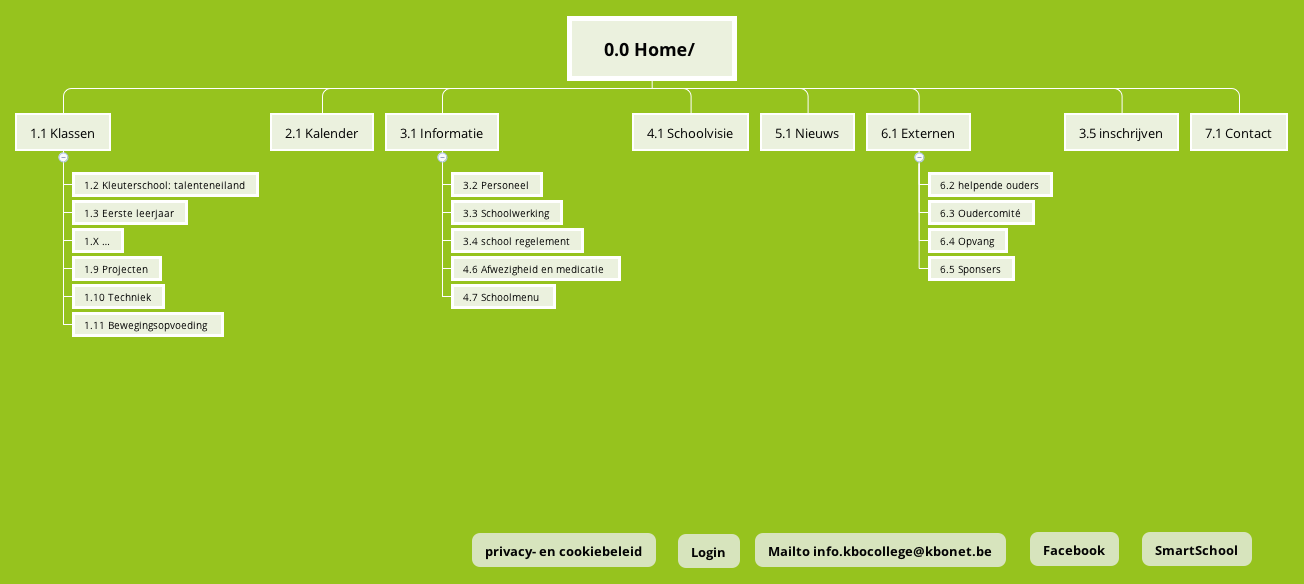 0.0 Home/
1.1 Klassen
2.1 Kalender
3.1 Informatie
4.1 Schoolvisie
5.1 Nieuws
6.1 Externen
3.5 inschrijven
7.1 Contact
1.2 Kleuterschool: talenteneiland
1.3 Eerste leerjaar
1.X ...
1.9 Projecten
1.10 Techniek
1.11 Bewegingsopvoeding
3.2 Personeel
3.3 Schoolwerking
3.4 school regelement
4.6 Afwezigheid en medicatie
4.7 Schoolmenu
6.2 helpende ouders
6.3 Oudercomité
6.4 Opvang
6.5 Sponsers
privacy- en cookiebeleid
Login
Mailto info.kbocollege@kbonet.be
Facebook
SmartSchool